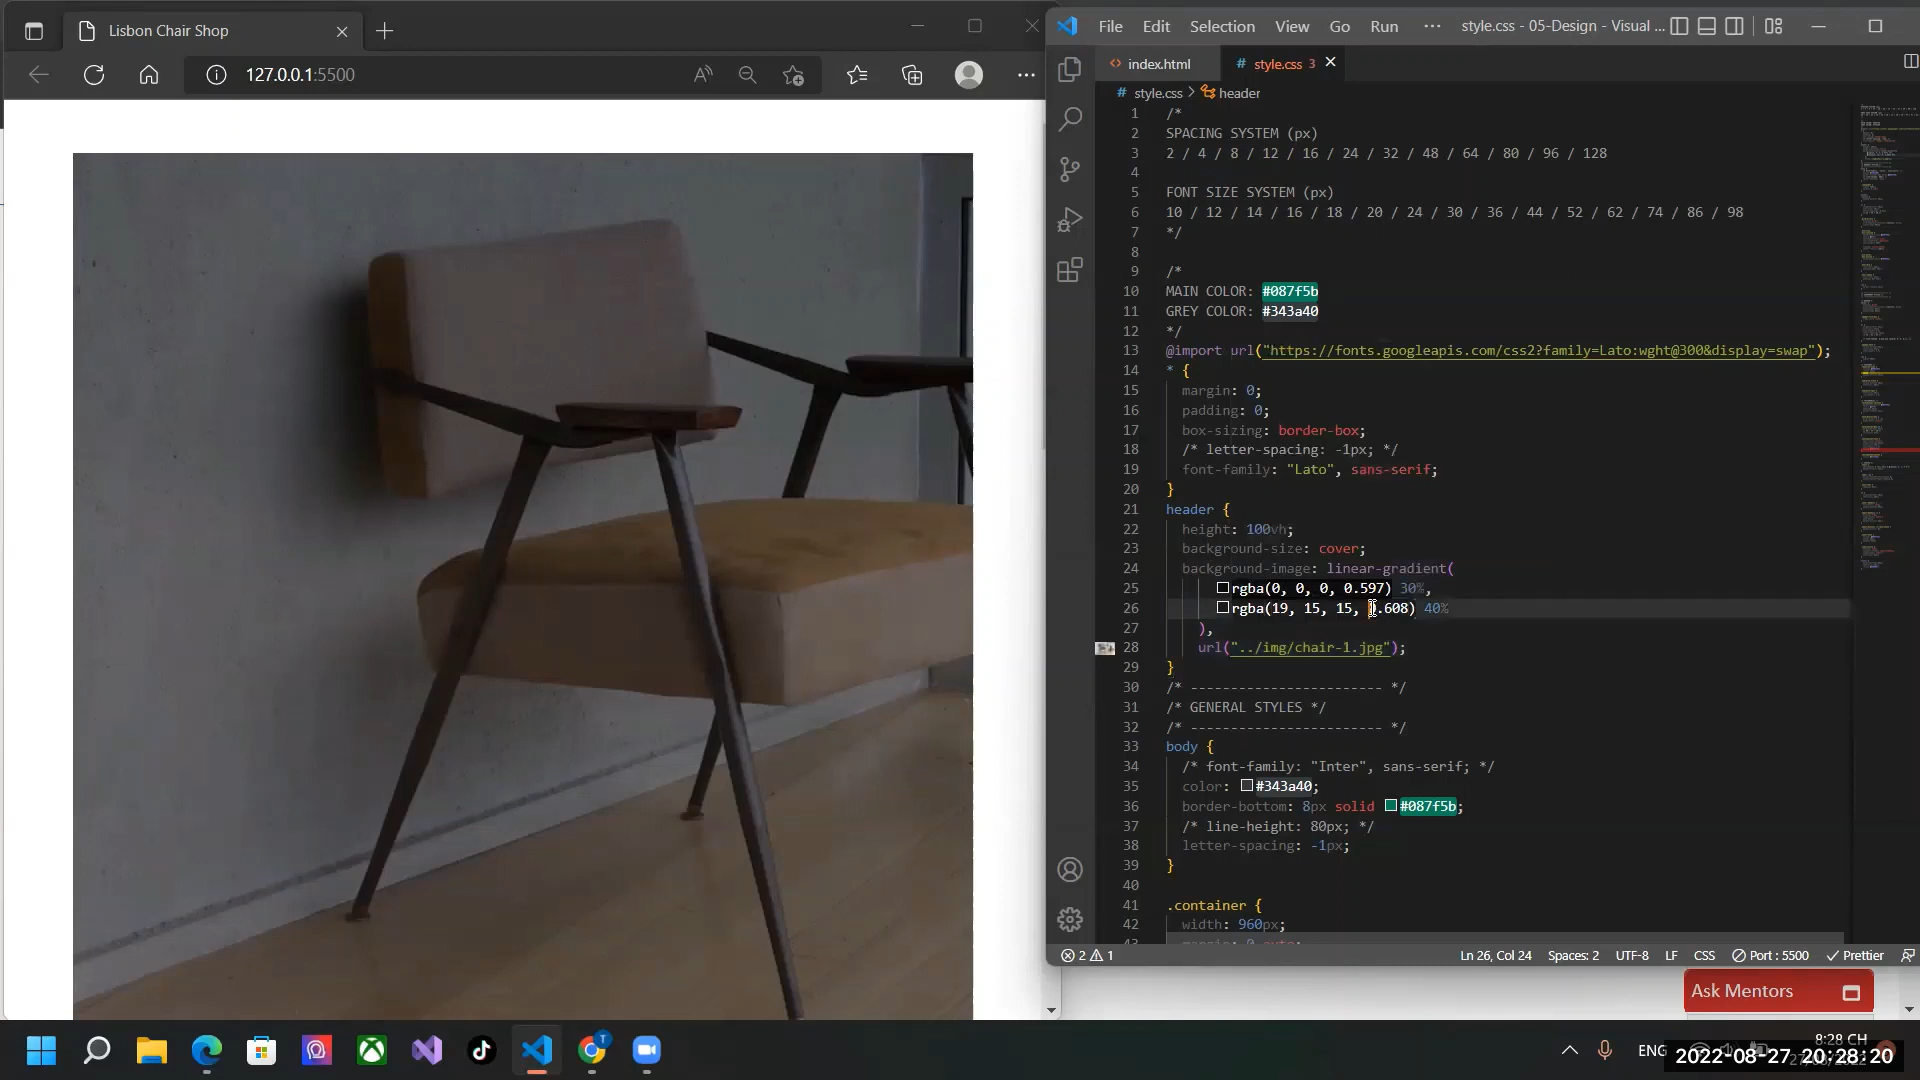 Lisbon Chair Shop
127.0.0.1:5500
File Edit Selection View Go Run ··· style.css - 05-Design - Visual ...
index.html
style.css 3
style.css > header
1 /*
2 SPACING SYSTEM (px)
3 2 / 4 / 8 / 12 / 16 / 24 / 32 / 48 / 64 / 80 / 96 / 128
4
5 FONT SIZE SYSTEM (px)
6 10 / 12 / 14 / 16 / 18 / 20 / 24 / 30 / 36 / 44 / 52 / 62 / 74 / 86 / 98
7 */
8
9 /*
10 MAIN COLOR: #087f5b
11 GREY COLOR: #343a40
12 */
13 @import url("https://fonts.googleapis.com/css2?family=Lato:wght@300&display=swap");
14 * {
15 margin: 0;
16 padding: 0;
17 box-sizing: border-box;
18 /* letter-spacing: -1px; */
19 font-family: "Lato", sans-serif;
20 }
21 header {
22 height: 100vh;
23 background-size: cover;
24 background-image: linear-gradient(
25 rgba(0, 0, 0, 0.597) 30%,
26 rgba(19, 15, 15, 0.608) 40%
27 ),
28 url("../img/chair-1.jpg");
29 }
30 /* ------------------------ */
31 /* GENERAL STYLES */
32 /* ------------------------ */
33 body {
34 /* font-family: "Inter", sans-serif; */
35 color: #343a40;
36 border-bottom: 8px solid #087f5b;
37 /* line-height: 80px; */
38 letter-spacing: -1px;
39 }
40
41 .container {
42 width: 960px;
43 margin: 0 auto;
2 1 Ln 26, Col 24 Spaces: 2 UTF-8 LF CSS Port : 5500 Prettier
Ask Mentors
ENG
8:28 CH
2022-08-27 20:28:20